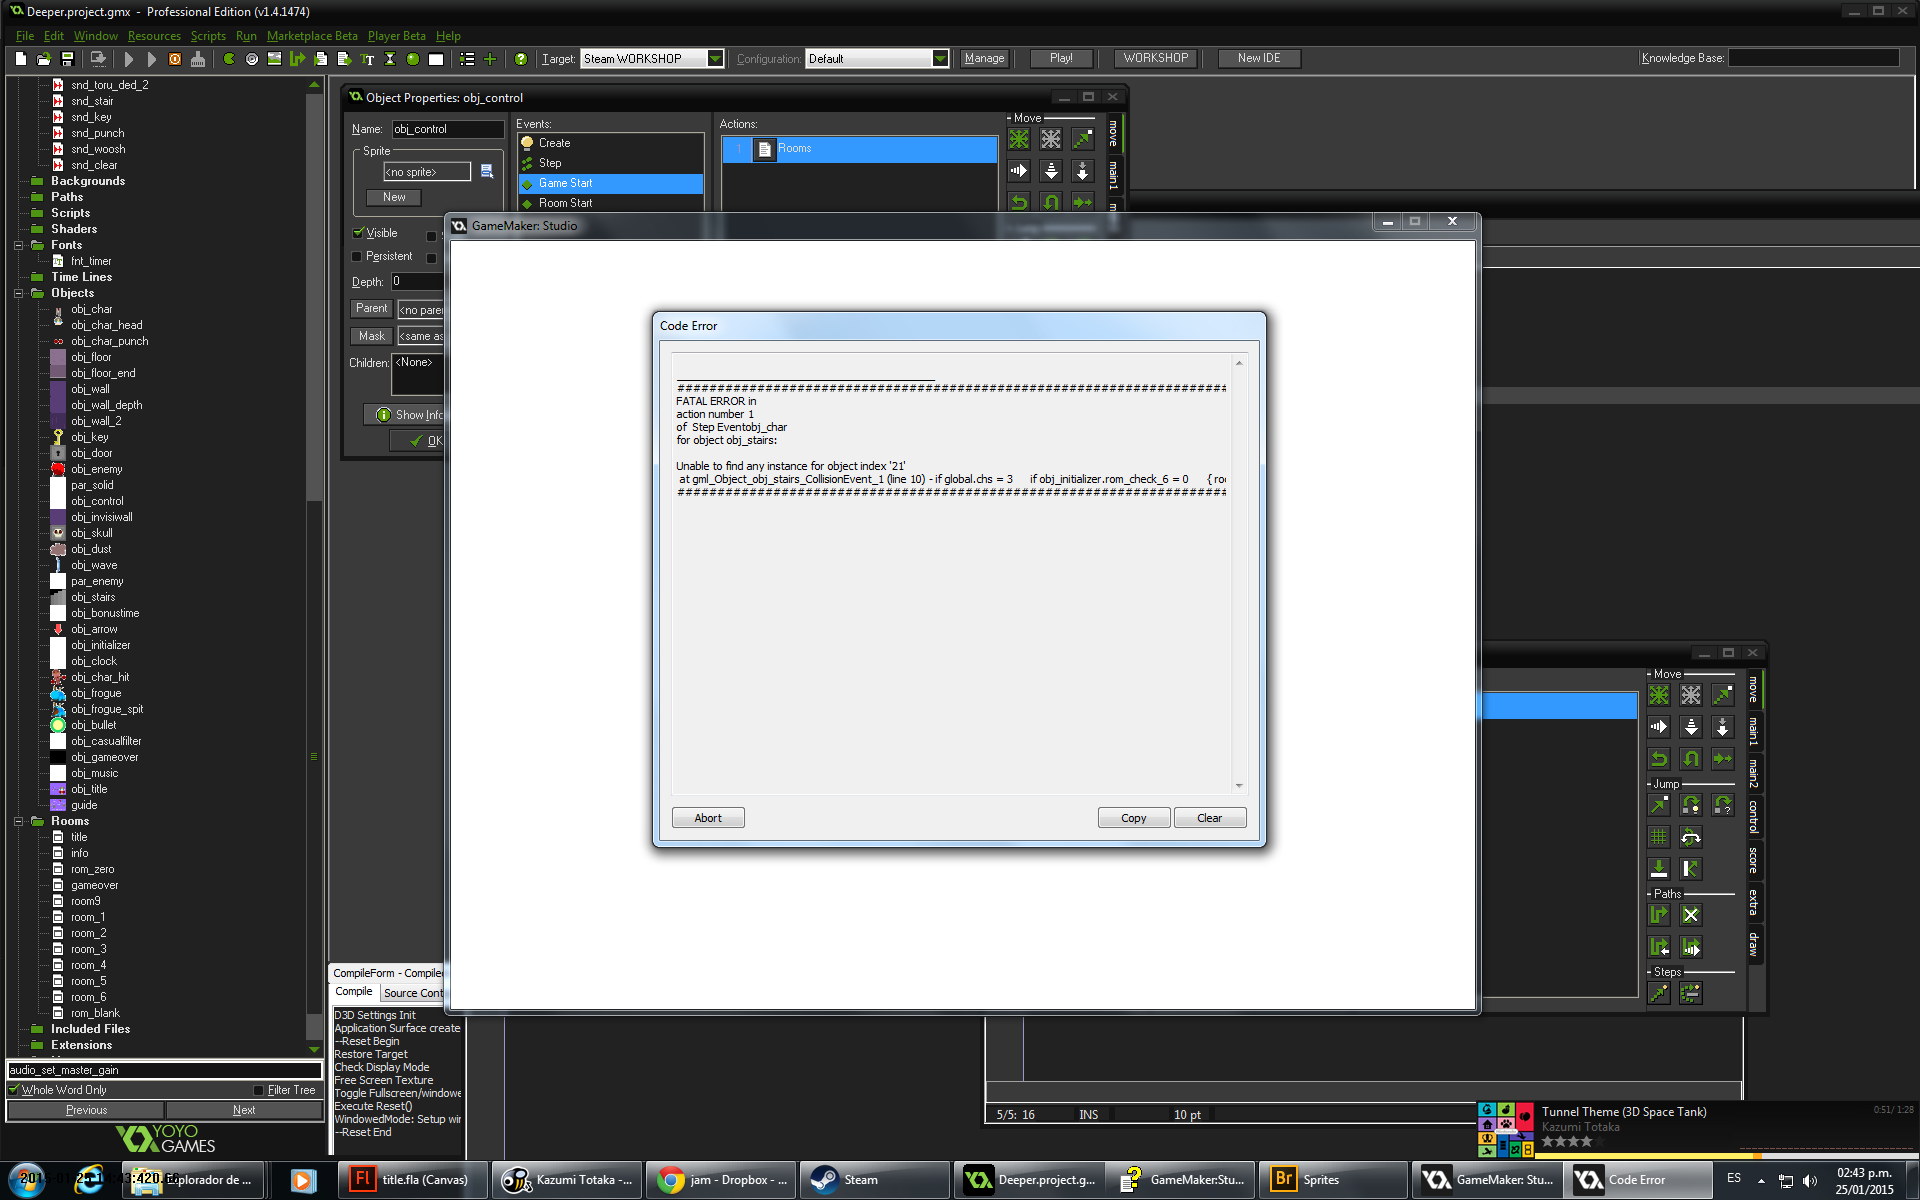 Deeper.project.gmx - Professional Edition (v1.4.1474)
File Edit Window Resources Scripts Run Marketplace Beta Player Beta Help
Target: Steam WORKSHOP Configuration: Default Manage Play! WORKSHOP New IDE Knowledge Base:
snd_toru_ded_2
snd_stair
snd_key
snd_punch
snd_woosh
snd_clear
Backgrounds
Paths
Scripts
Shaders
Fonts
fnt_timer
Time Lines
Objects
obj_char
obj_char_head
obj_char_punch
obj_floor
obj_floor_end
obj_wall
obj_wall_depth
obj_wall_2
obj_key
obj_door
obj_enemy
par_solid
obj_control
obj_invisiwall
obj_skull
obj_dust
obj_wave
par_enemy
obj_stairs
obj_bonustime
obj_arrow
obj_initializer
obj_clock
obj_char_hit
obj_frogue
obj_frogue_spit
obj_bullet
obj_casualfilter
obj_gameover
obj_music
obj_title
guide
Rooms
title
info
rom_zero
gameover
room9
room_1
room_2
room_3
room_4
room_5
room_6
rom_blank
Included Files
Extensions
audio_set_master_gain
Whole Word Only Filter Tree
Previous Next
YOYO
GAMES
Object Properties: obj_control
Name: obj_control
Sprite
<no sprite>
New
Visible
Persistent
Depth: 0
Parent <no pare
Mask <same as
Children: <None>
Show Info
OK
Events:
Create
Step
Game Start
Room Start
Actions:
1 Rooms
Move
move
main1
GameMaker: Studio
Code Error
FATAL ERROR in
action number 1
of Step Eventobj_char
for object obj_stairs:
Unable to find any instance for object index '21'
at gml_Object_obj_stairs_CollisionEvent_1 (line 10) - if global.chs = 3 if obj_initializer.rom_check_6 = 0 { roo
Abort Copy Clear
Move
Jump
Paths
Steps
move
main1
main2
control
score
extra
draw
CompileForm - Compiled
Compile Source Cont
D3D Settings Init
Application Surface create
--Reset Begin
Restore Target
Check Display Mode
Free Screen Texture
Toggle Fullscreen/windowe
Execute Reset()
WindowedMode: Setup wi
--Reset End
5/5: 16 INS 10 pt
Tunnel Theme (3D Space Tank)
Kazumi Totaka
0:51/ 1:28
Explorador de ...
title.fla (Canvas)
Kazumi Totaka -...
jam - Dropbox - ...
Steam
Deeper.project.g...
GameMaker:Stu...
Sprites
GameMaker: Stu...
Code Error
ES
02:43 p.m.
25/01/2015